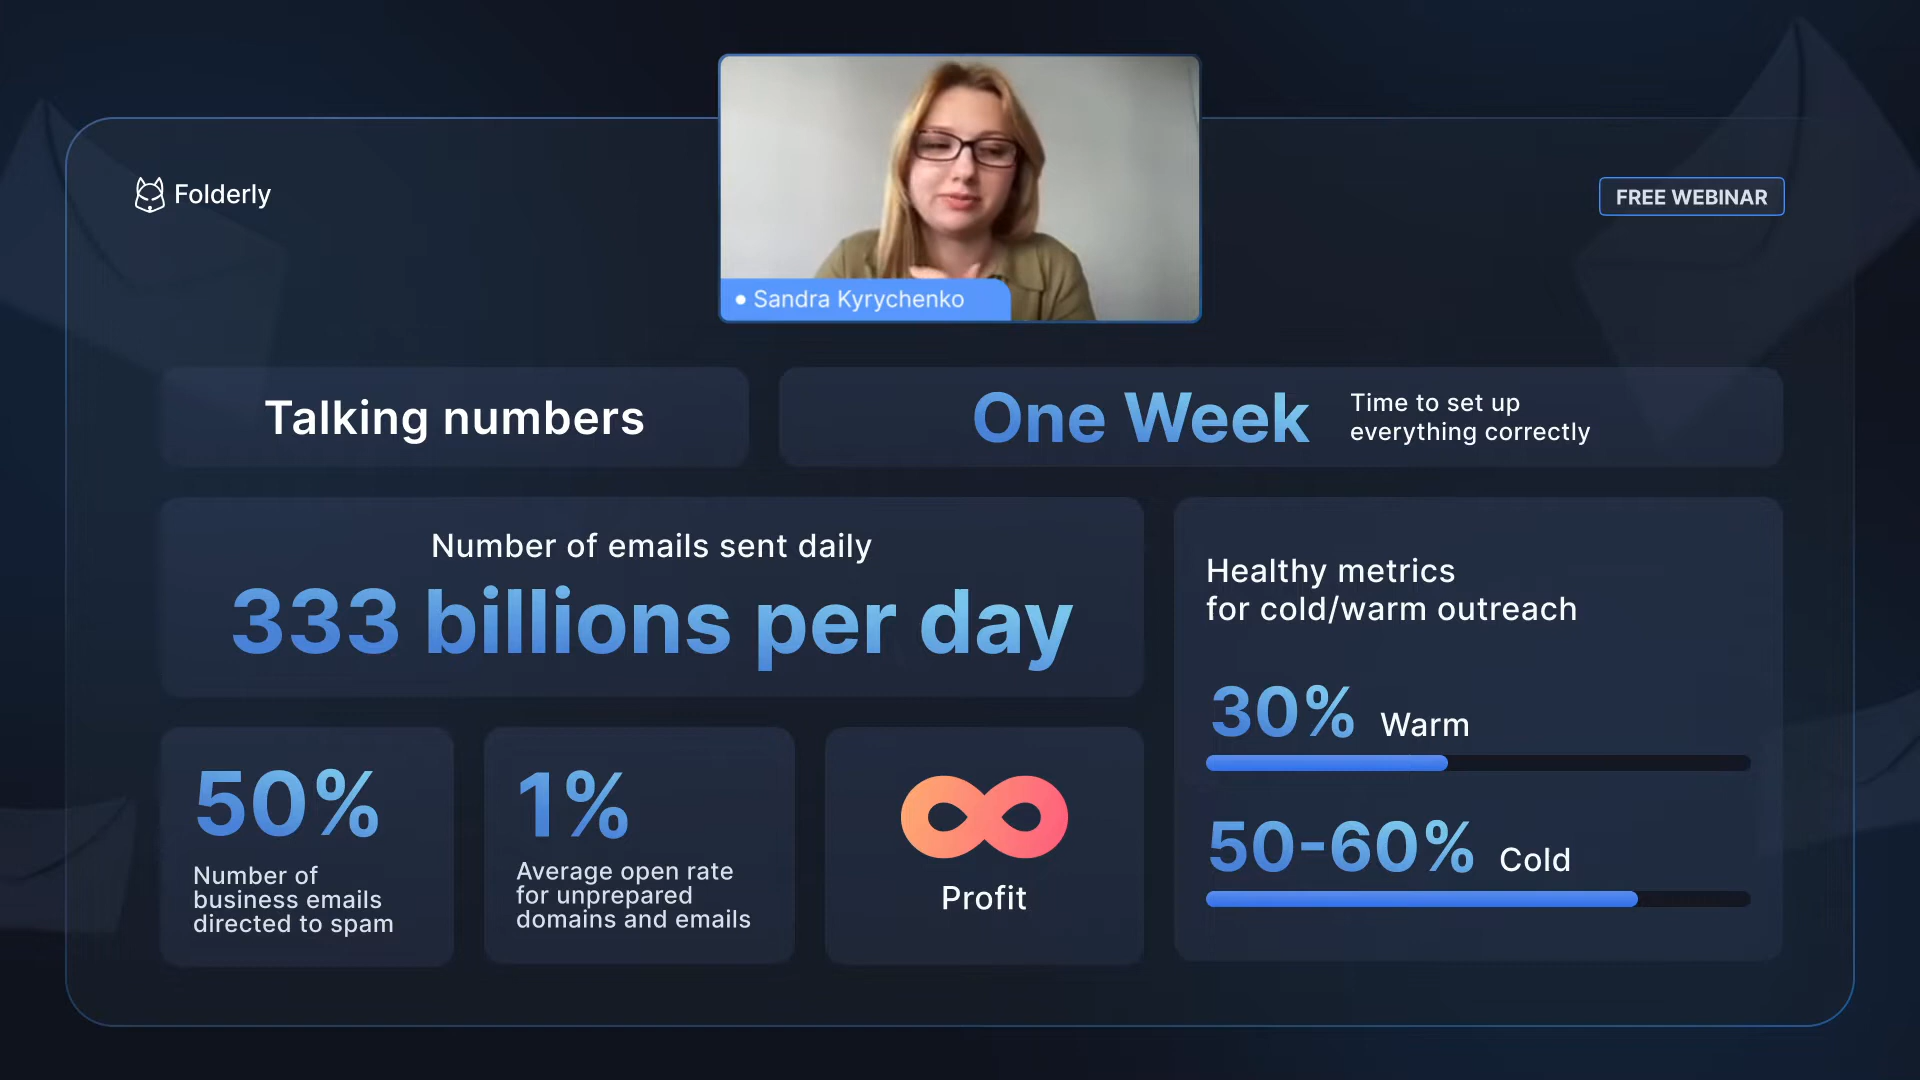 Folderly
Sandra Kyrychenko
FREE WEBINAR
Talking numbers
One Week
Time to set up
everything correctly
Number of emails sent daily
333 billions per day
50%
Number of
business emails
directed to spam
1%
Average open rate
for unprepared
domains and emails
Profit
Healthy metrics
for cold/warm outreach
30% Warm
50-60% Cold